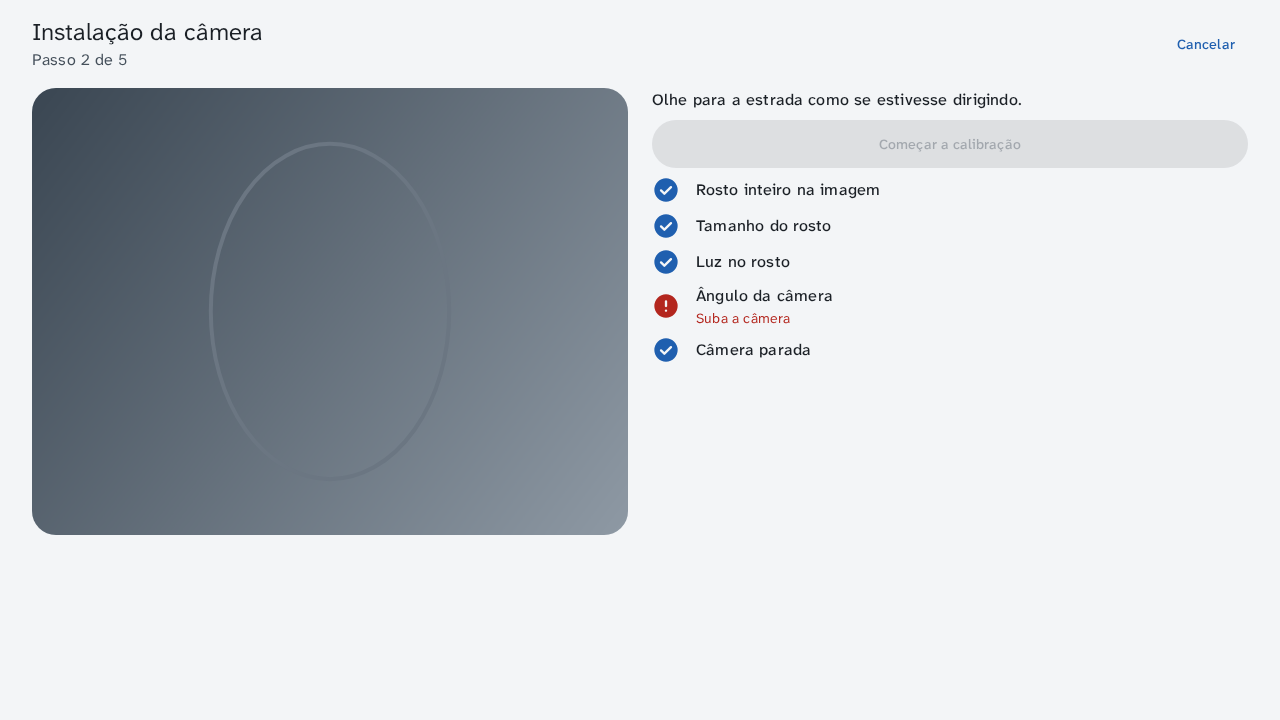 Instalação da câmera
Passo 2 de 5
Cancelar
Olhe para a estrada como se estivesse dirigindo.
Começar a calibração
Rosto inteiro na imagem
Tamanho do rosto
Luz no rosto
Ângulo da câmera
Suba a câmera
Câmera parada